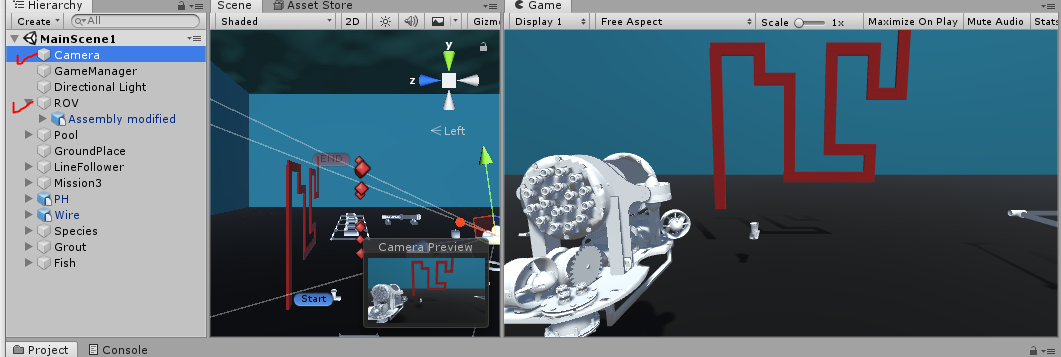 Hierarchy
Create
All
MainScene1
Camera
GameManager
Directional Light
ROV
Assembly modified
Pool
GroundPlace
LineFollower
Mission3
PH
Wire
Species
Grout
Fish
Scene
Asset Store
Shaded
2D
Gizmo
y
z
Left
END
Start
Camera Preview
Game
Display 1
Free Aspect
Scale
1x
Maximize On Play
Mute Audio
Stats
Project
Console